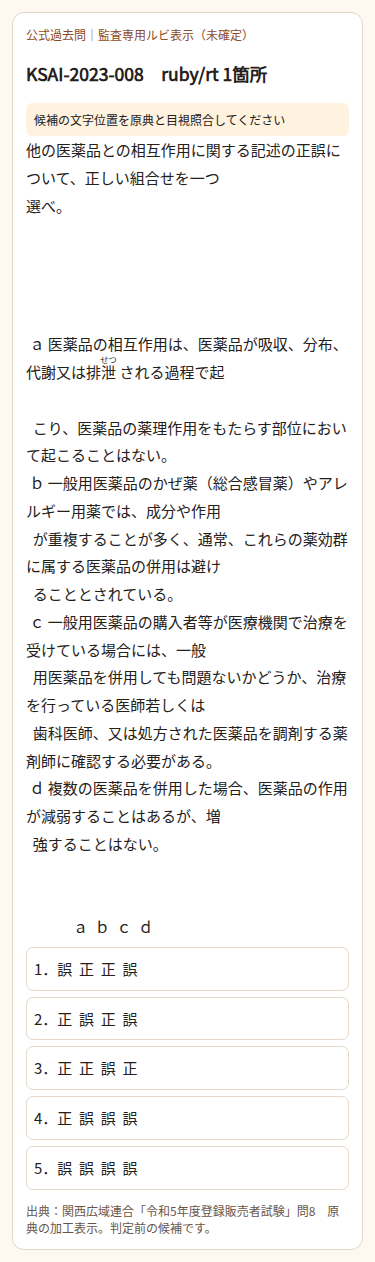 公式過去問｜監査専用ルビ表示（未確定）
KSAI-2023-008　ruby/rt 1箇所
候補の文字位置を原典と目視照合してください
他の医薬品との相互作用に関する記述の正誤に
ついて、正しい組合せを一つ
選べ。
ａ 医薬品の相互作用は、医薬品が吸収、分布、
せつ
代謝又は排泄 される過程で起
こり、医薬品の薬理作用をもたらす部位におい
て起こることはない。
ｂ 一般用医薬品のかぜ薬（総合感冒薬）やアレ
ルギー用薬では、成分や作用
が重複することが多く、通常、これらの薬効群
に属する医薬品の併用は避け
ることとされている。
ｃ 一般用医薬品の購入者等が医療機関で治療を
受けている場合には、一般
用医薬品を併用しても問題ないかどうか、治療
を行っている医師若しくは
歯科医師、又は処方された医薬品を調剤する薬
剤師に確認する必要がある。
ｄ 複数の医薬品を併用した場合、医薬品の作用
が減弱することはあるが、増
強することはない。
ａ ｂ ｃ ｄ
1．誤 正 正 誤
2．正 誤 正 誤
3．正 正 誤 正
4．正 誤 誤 誤
5．誤 誤 誤 誤
出典：関西広域連合「令和5年度登録販売者試験」問8　原
典の加工表示。判定前の候補です。